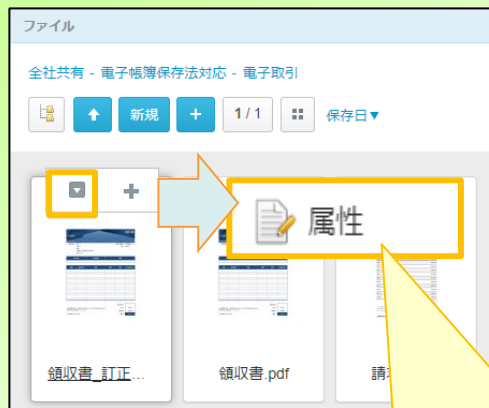 ファイル
全社共有 - 電子帳簿保存法対応 - 電子取引
新規 + 1 / 1 保存日▼
属性
領収書_訂正... 領収書.pdf 請